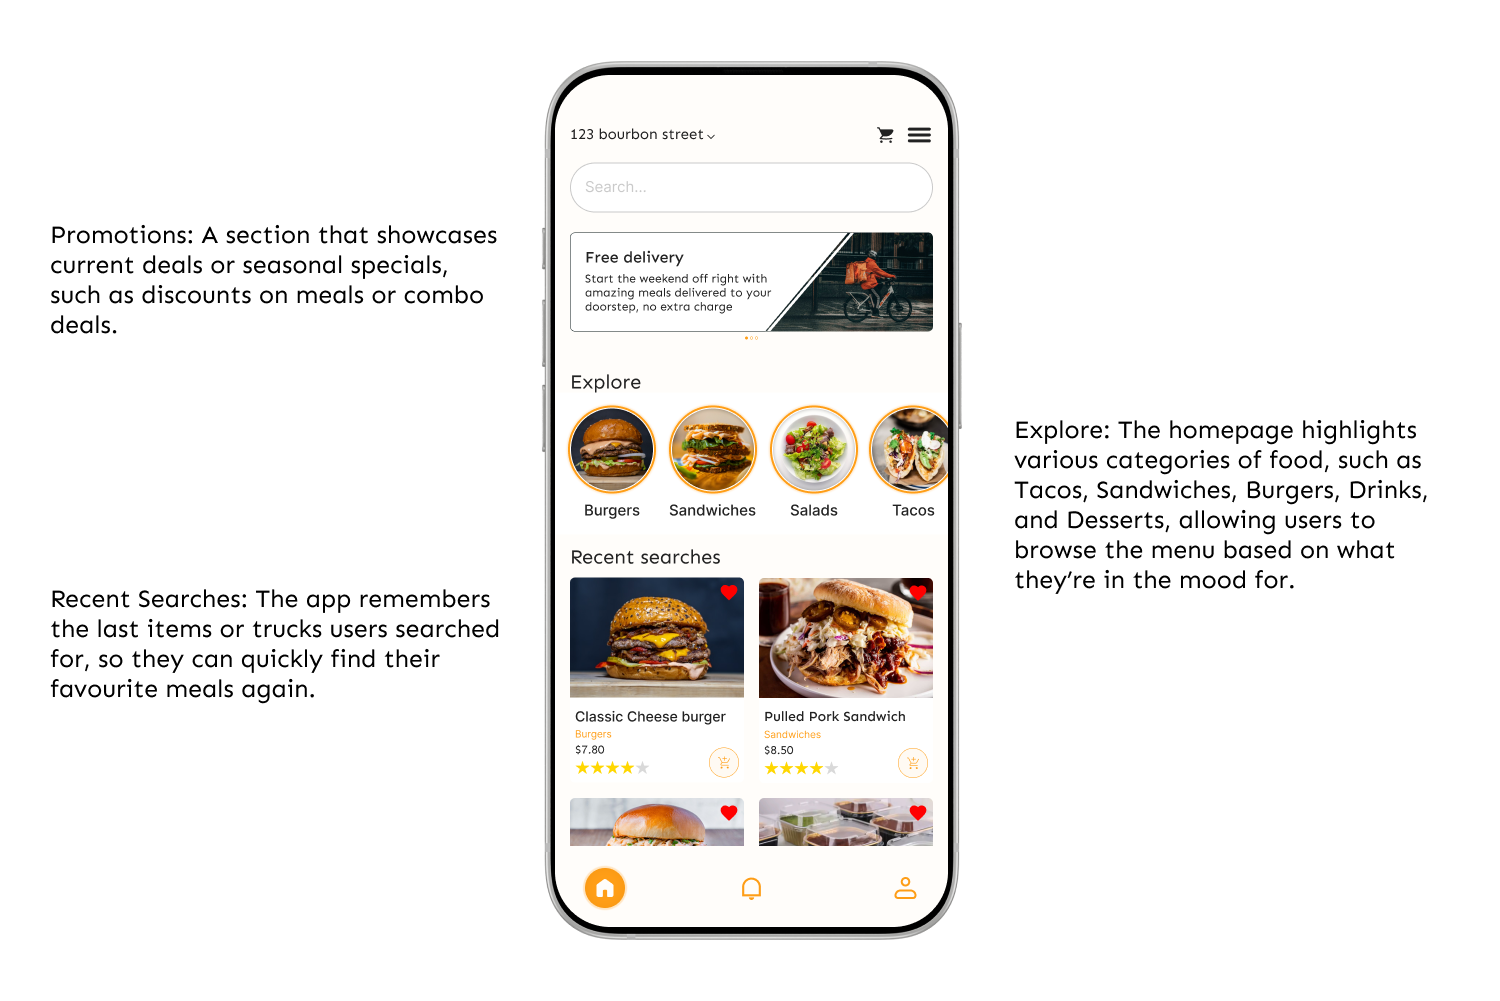 Promotions: A section that showcases
current deals or seasonal specials,
such as discounts on meals or combo
deals.
Recent Searches: The app remembers
the last items or trucks users searched
for, so they can quickly find their
favourite meals again.
123 bourbon street
Search...
Free delivery
Start the weekend off right with
amazing meals delivered to your
doorstep, no extra charge
Explore
Burgers Sandwiches Salads Tacos
Recent searches
Classic Cheese burger
Burgers
$7.80
Pulled Pork Sandwich
Sandwiches
$8.50
Explore: The homepage highlights
various categories of food, such as
Tacos, Sandwiches, Burgers, Drinks,
and Desserts, allowing users to
browse the menu based on what
they're in the mood for.